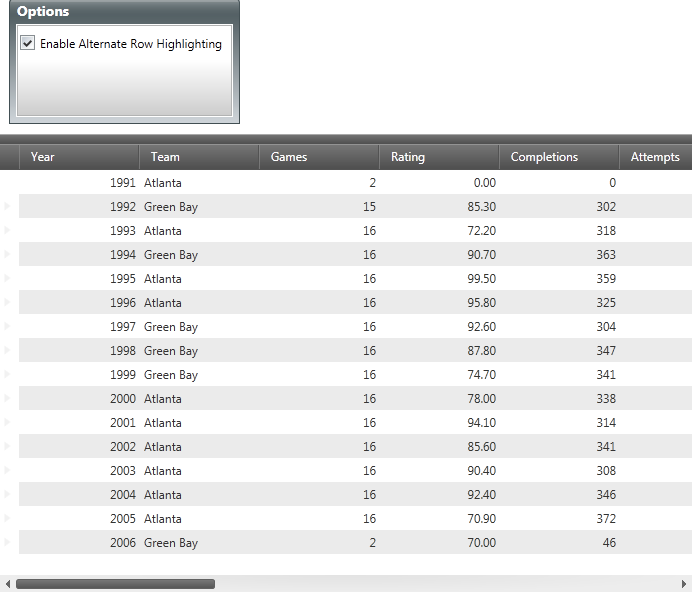 Options
Enable Alternate Row Highlighting
Year Team Games Rating Completions Attempts
1991 Atlanta 2 0.00 0
1992 Green Bay 15 85.30 302
1993 Atlanta 16 72.20 318
1994 Green Bay 16 90.70 363
1995 Atlanta 16 99.50 359
1996 Atlanta 16 95.80 325
1997 Green Bay 16 92.60 304
1998 Green Bay 16 87.80 347
1999 Green Bay 16 74.70 341
2000 Atlanta 16 78.00 338
2001 Atlanta 16 94.10 314
2002 Atlanta 16 85.60 341
2003 Atlanta 16 90.40 308
2004 Atlanta 16 92.40 346
2005 Atlanta 16 70.90 372
2006 Green Bay 2 70.00 46